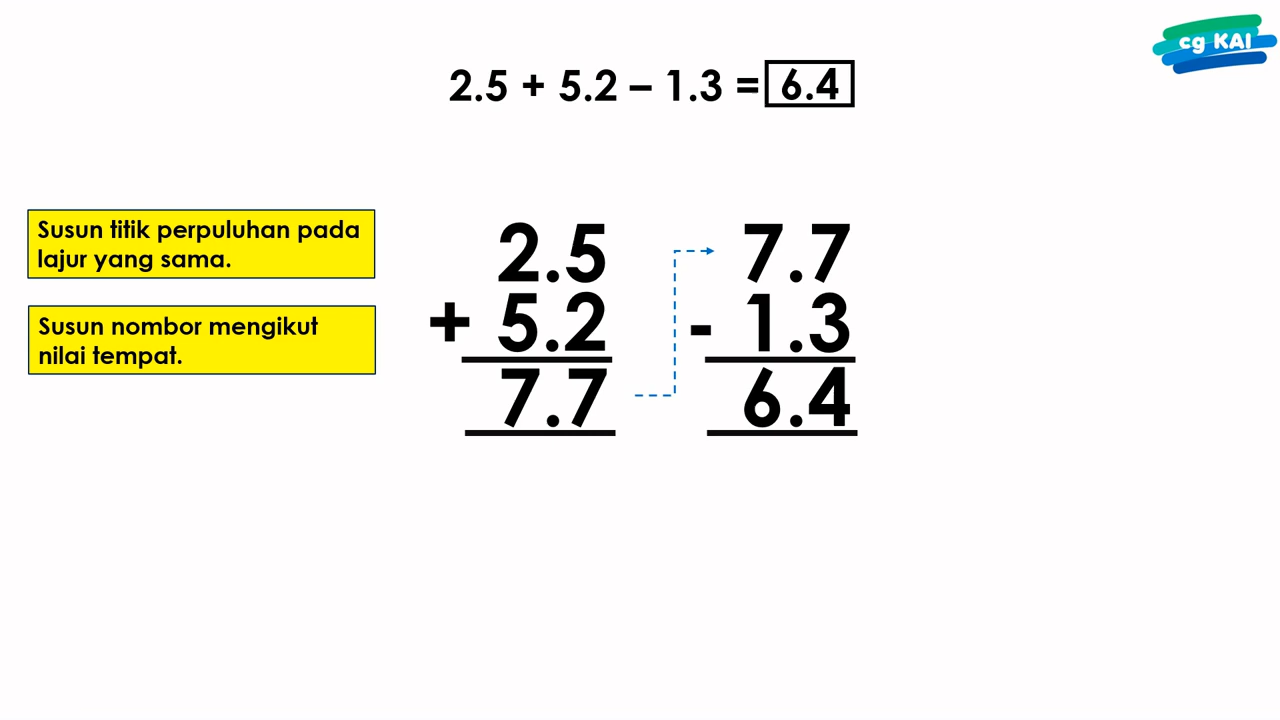 cg KAI
2.5 + 5.2 – 1.3 = 6.4
Susun titik perpuluhan pada
lajur yang sama.
Susun nombor mengikut
nilai tempat.
2.5
+ 5.2
7.7
7.7
- 1.3
6.4